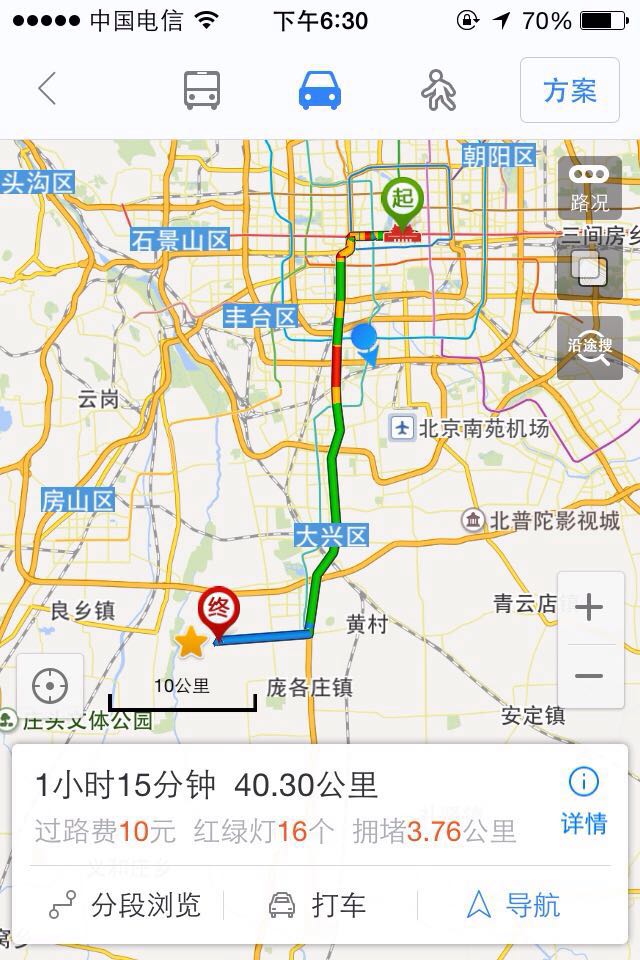 中国电信 下午6:30 70%
方案
朝阳区
头沟区
起
路况
石景山区
三间房乡
丰台区
沿途搜
云岗
北京南苑机场
房山区
北普陀影视城
大兴区
终
良乡镇
青云店
黄村
10公里
庞各庄镇
安定镇
庄头文体公园
1小时15分钟 40.30公里
过路费10元 红绿灯16个 拥堵3.76公里
详情
分段浏览 打车 导航